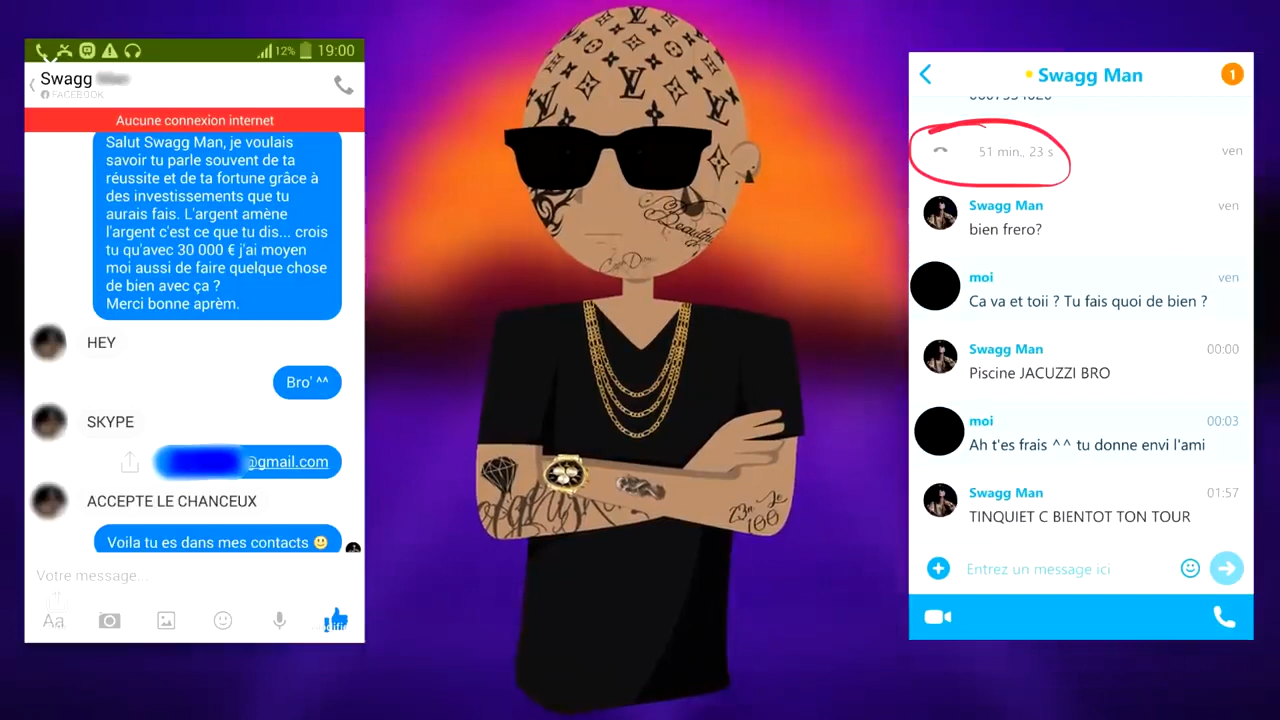 12% 19:00
Swagg
FACEBOOK
Aucune connexion internet
Salut Swagg Man, je voulais
savoir tu parle souvent de ta
réussite et de ta fortune grâce à
des investissements que tu
aurais fais. L'argent amène
l'argent c'est ce que tu dis... crois
tu qu'avec 30 000 € j'ai moyen
moi aussi de faire quelque chose
de bien avec ça ?
Merci bonne aprèm.
HEY
Bro' ^^
SKYPE
@gmail.com
ACCEPTE LE CHANCEUX
Voila tu es dans mes contacts
Votre message...
Aa
Beautiful
100
Swagg Man
1
51 min., 23 s
ven
Swagg Man
ven
bien frero?
moi
ven
Ca va et toii ? Tu fais quoi de bien ?
Swagg Man
00:00
Piscine JACUZZI BRO
moi
00:03
Ah t'es frais ^^ tu donne envi l'ami
Swagg Man
01:57
TINQUIET C BIENTOT TON TOUR
Entrez un message ici